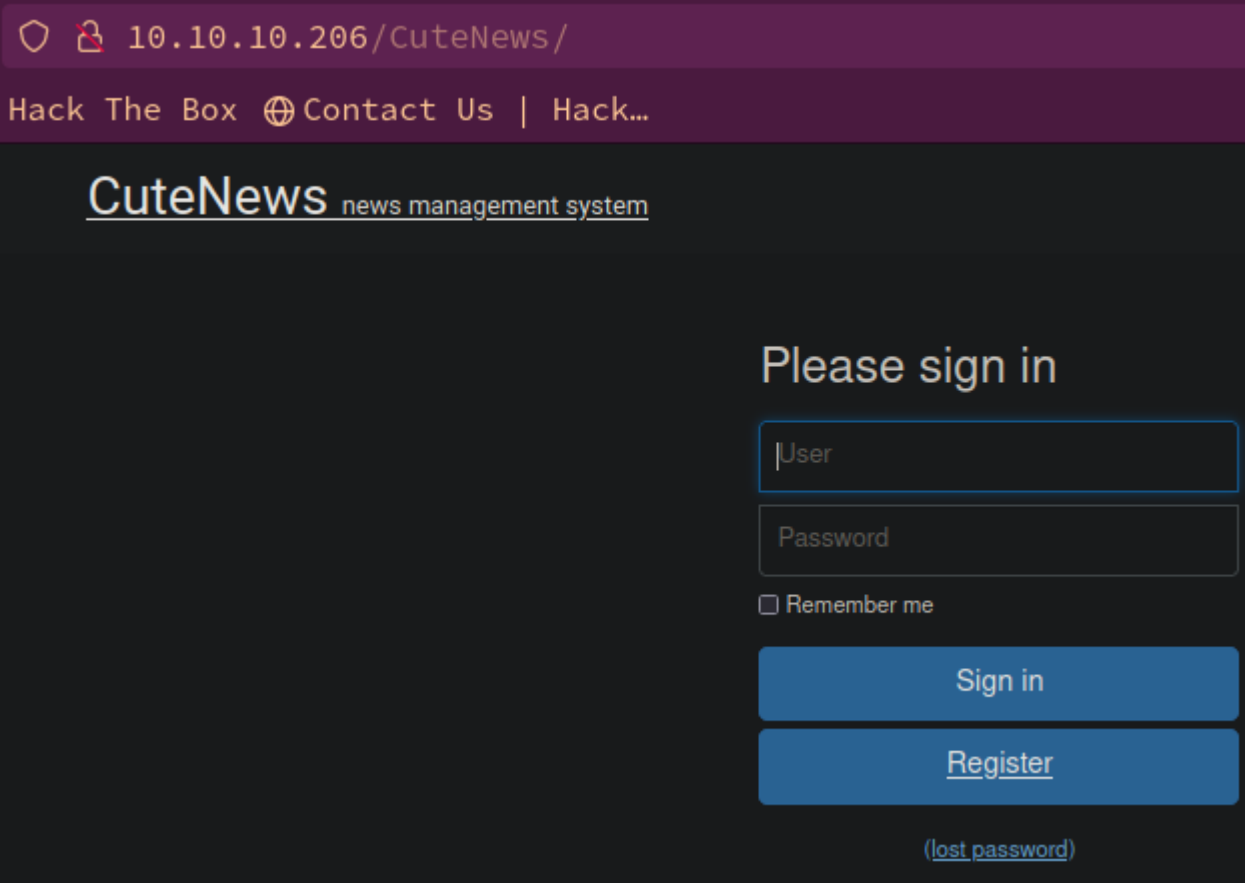 10.10.10.206/CuteNews/
Hack The Box Contact Us | Hack…
CuteNews news management system
Please sign in
User
Password
Remember me
Sign in
Register
(lost password)